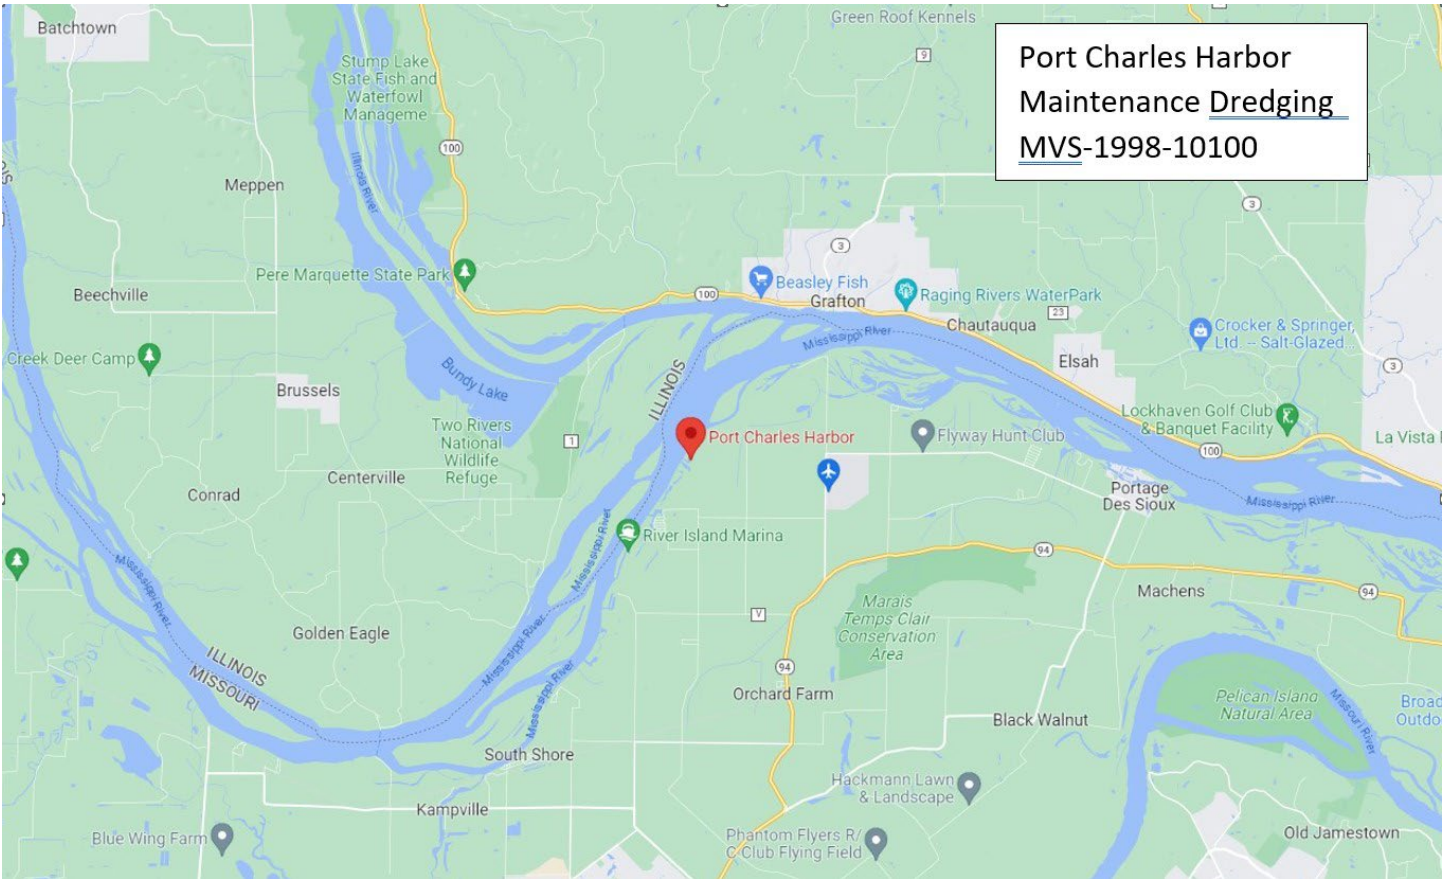 Batchtown
Green Roof Kennels
9
Port Charles Harbor
Maintenance Dredging
MVS-1998-10100
Stump Lake
State Fish and
Waterfowl
Manageme
100
Illinois River
Meppen
3
3
Pere Marquette State Park
Beechville
100
Beasley Fish
Grafton
Raging Rivers WaterPark
23
Chautauqua
Mississippi River
Crocker & Springer,
Ltd. – Salt-Glazed...
Creek Deer Camp
Bundy Lake
Brussels
ILLINOIS
Elsah
3
Two Rivers
National
Wildlife
Refuge
1
Port Charles Harbor
Flyway Hunt Club
Lockhaven Golf Club
& Banquet Facility
La Vista
100
Centerville
Conrad
Portage
Des Sioux
Mississippi River
River Island Marina
Mississippi River
Mississippi River
94
Machens
94
Marais
Temps Clair
Conservation
Area
V
Golden Eagle
Mississippi River
ILLINOIS
MISSOURI
Mississippi River
94
Orchard Farm
Black Walnut
Pelican Island
Natural Area
Missouri River
Broad
Outdo
South Shore
Kampville
Hackmann Lawn
& Landscape
Blue Wing Farm
Phantom Flyers R/
C Club Flying Field
Old Jamestown